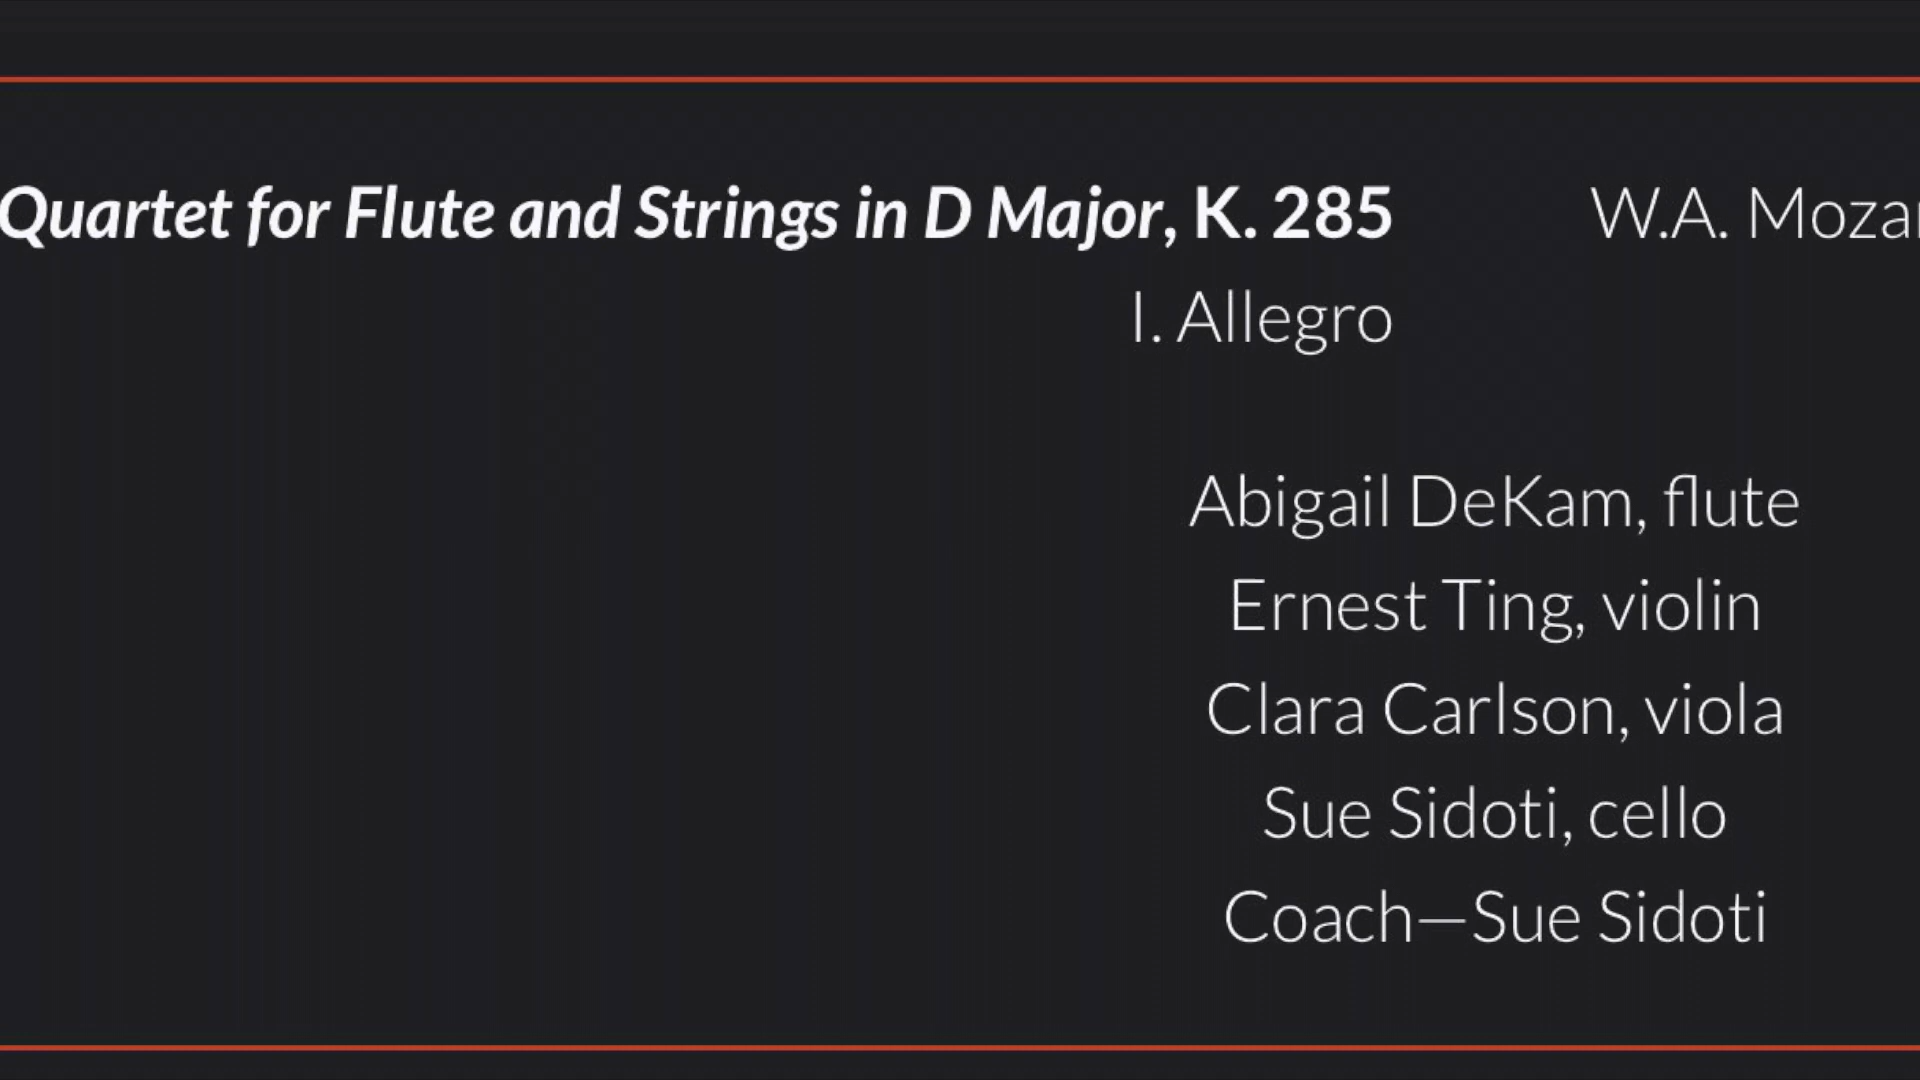 Quartet for Flute and Strings in D Major, K. 285 W.A. Mozar
I. Allegro
Abigail DeKam, flute
Ernest Ting, violin
Clara Carlson, viola
Sue Sidoti, cello
Coach—Sue Sidoti